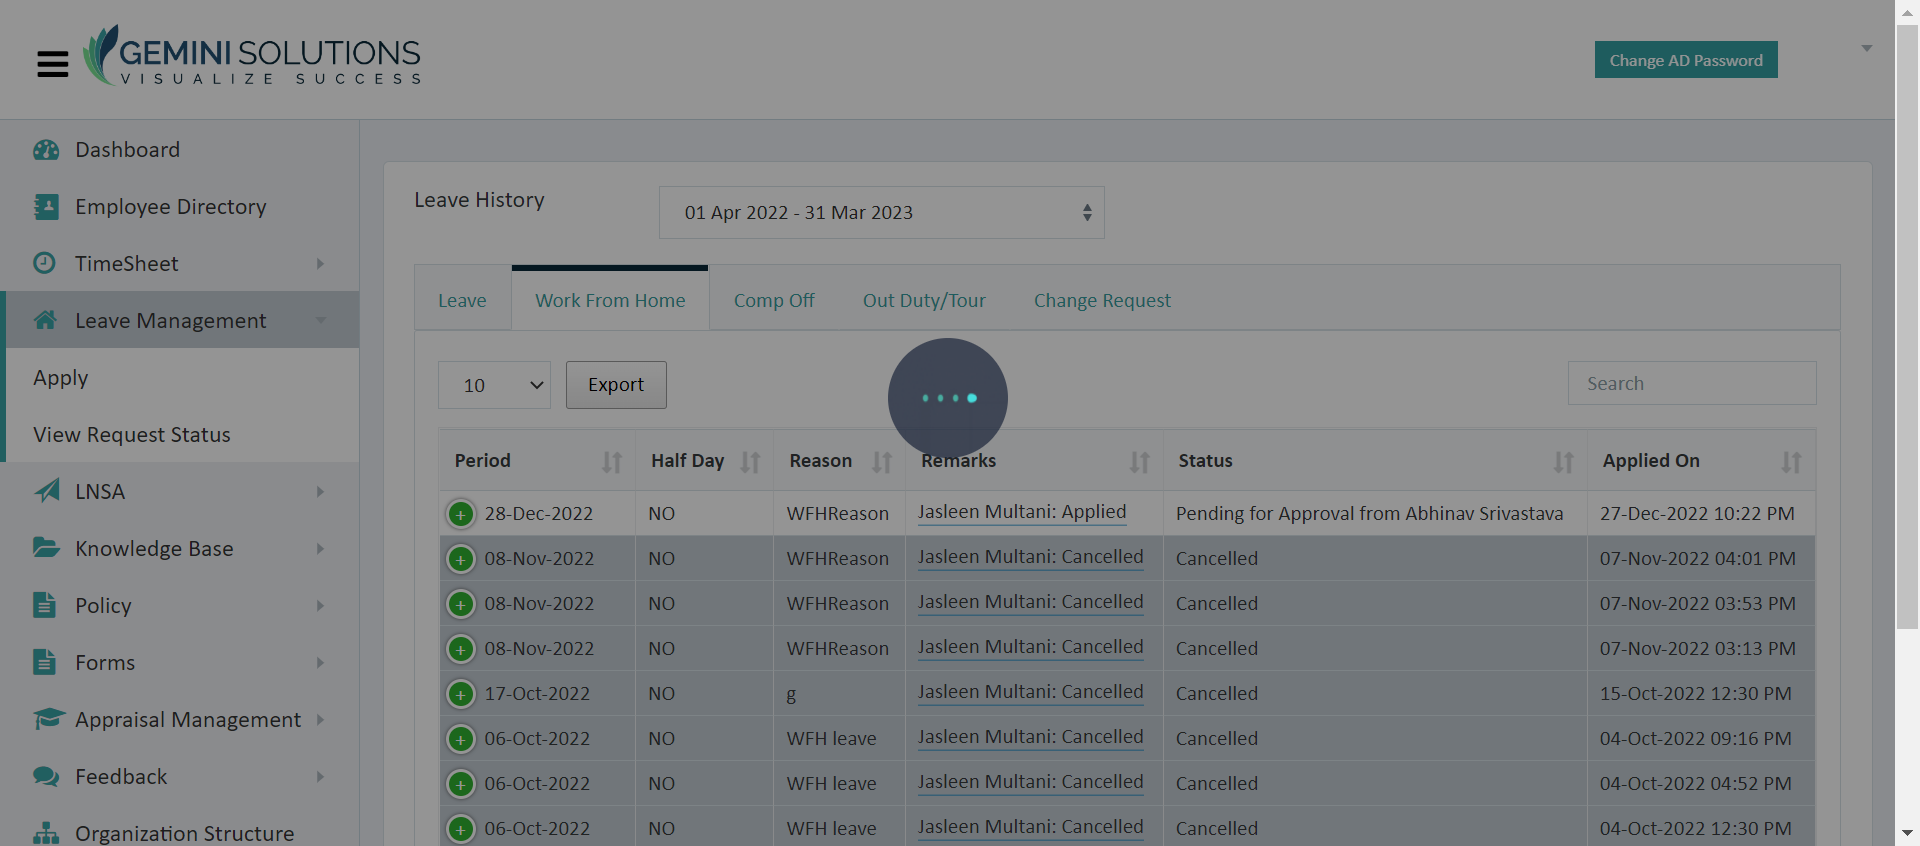 GEMINI SOLUTIONS
VISUALIZE SUCCESS
Change AD Password
Dashboard
Employee Directory
TimeSheet
Leave Management
Apply
View Request Status
LNSA
Knowledge Base
Policy
Forms
Appraisal Management
Feedback
Organization Structure
Leave History
01 Apr 2022 - 31 Mar 2023
Leave Work From Home Comp Off Out Duty/Tour Change Request
10 Export Search
Period Half Day Reason Remarks Status Applied On
28-Dec-2022 NO WFHReason Jasleen Multani: Applied Pending for Approval from Abhinav Srivastava 27-Dec-2022 10:22 PM
08-Nov-2022 NO WFHReason Jasleen Multani: Cancelled Cancelled 07-Nov-2022 04:01 PM
08-Nov-2022 NO WFHReason Jasleen Multani: Cancelled Cancelled 07-Nov-2022 03:53 PM
08-Nov-2022 NO WFHReason Jasleen Multani: Cancelled Cancelled 07-Nov-2022 03:13 PM
17-Oct-2022 NO g Jasleen Multani: Cancelled Cancelled 15-Oct-2022 12:30 PM
06-Oct-2022 NO WFH leave Jasleen Multani: Cancelled Cancelled 04-Oct-2022 09:16 PM
06-Oct-2022 NO WFH leave Jasleen Multani: Cancelled Cancelled 04-Oct-2022 04:52 PM
06-Oct-2022 NO WFH leave Jasleen Multani: Cancelled Cancelled 04-Oct-2022 12:30 PM